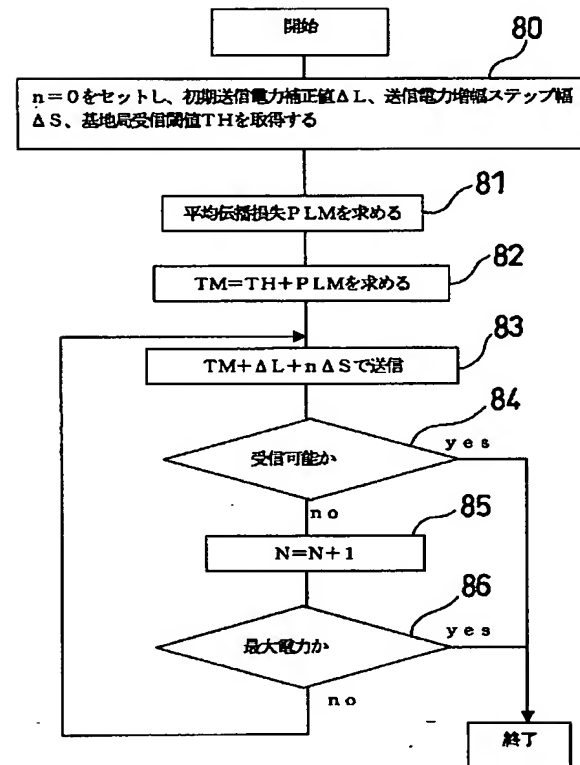 開始
80
n=0をセットし、初期送信電力補正値ΔL、送信電力増幅ステップ幅
ΔS、基地局受信閾値THを取得する
81
平均伝播損失PLMを求める
82
TM=TH+PLMを求める
83
TM+ΔL+nΔSで送信
84
受信可能か
yes
no
85
N=N+1
86
最大電力か
yes
no
終了